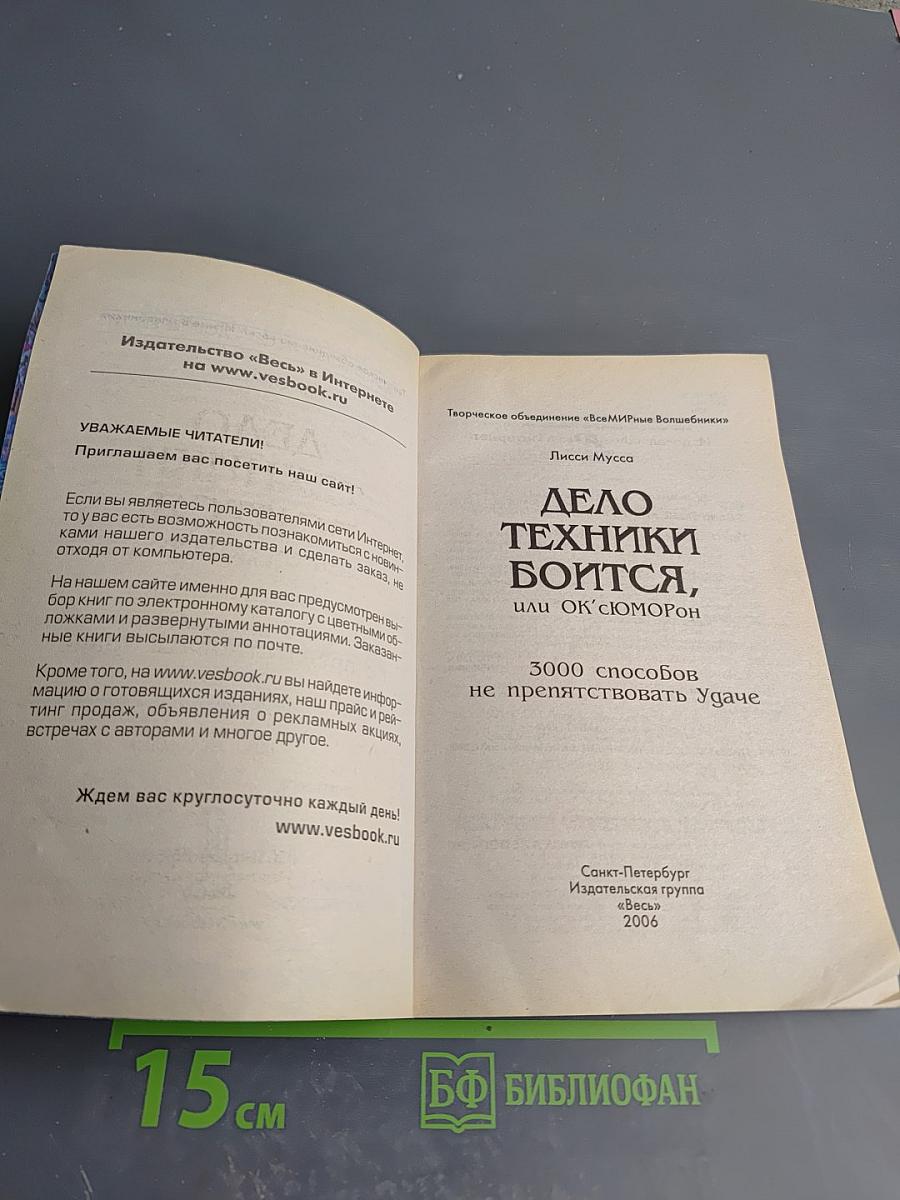 Издательство «Весь» в Интернете
на www.vesbook.ru
УВАЖАЕМЫЕ ЧИТАТЕЛИ!
Приглашаем вас посетить наш сайт!
Если вы являетесь пользователями сети Интернет,
то у вас есть возможность познакомиться с новин-
ками нашего издательства и сделать заказ, не
отходя от компьютера.
На нашем сайте именно для вас предусмотрен вы-
бор книг по электронному каталогу с цветными об-
ложками и развернутыми аннотациями. Заказан-
ные книги высылаются по почте.
Кроме того, на www.vesbook.ru вы найдете инфор-
мацию о готовящихся изданиях, наш прайс и рей-
тинг продаж, объявления о рекламных акциях,
встречах с авторами и многое другое.
Ждем вас круглосуточно каждый день!
www.vesbook.ru
Творческое объединение «ВсеМИРные Волшебники»
Лисси Мусса
ДЕЛО
ТЕХНИКИ
БОИТСЯ,
или ОК'сЮМОРон
3000 способов
не препятствовать Удаче
Санкт-Петербург
Издательская группа
«Весь»
2006
15 см
БФ БИБЛИОФАН